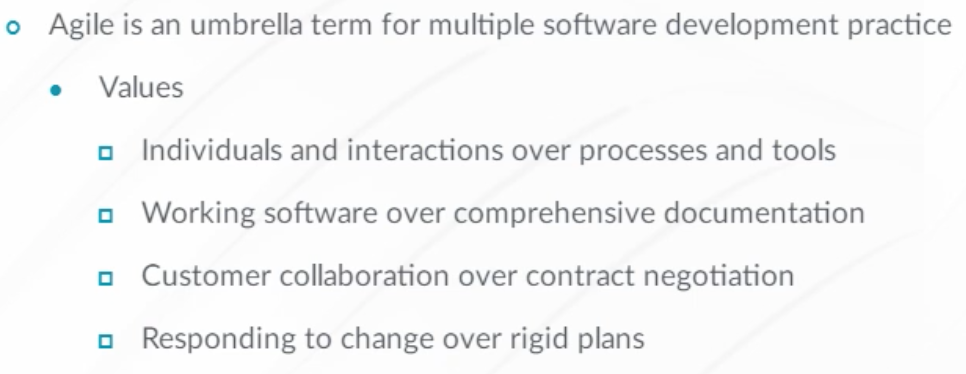 Agile is an umbrella term for multiple software development practice
Values
Individuals and interactions over processes and tools
Working software over comprehensive documentation
Customer collaboration over contract negotiation
Responding to change over rigid plans